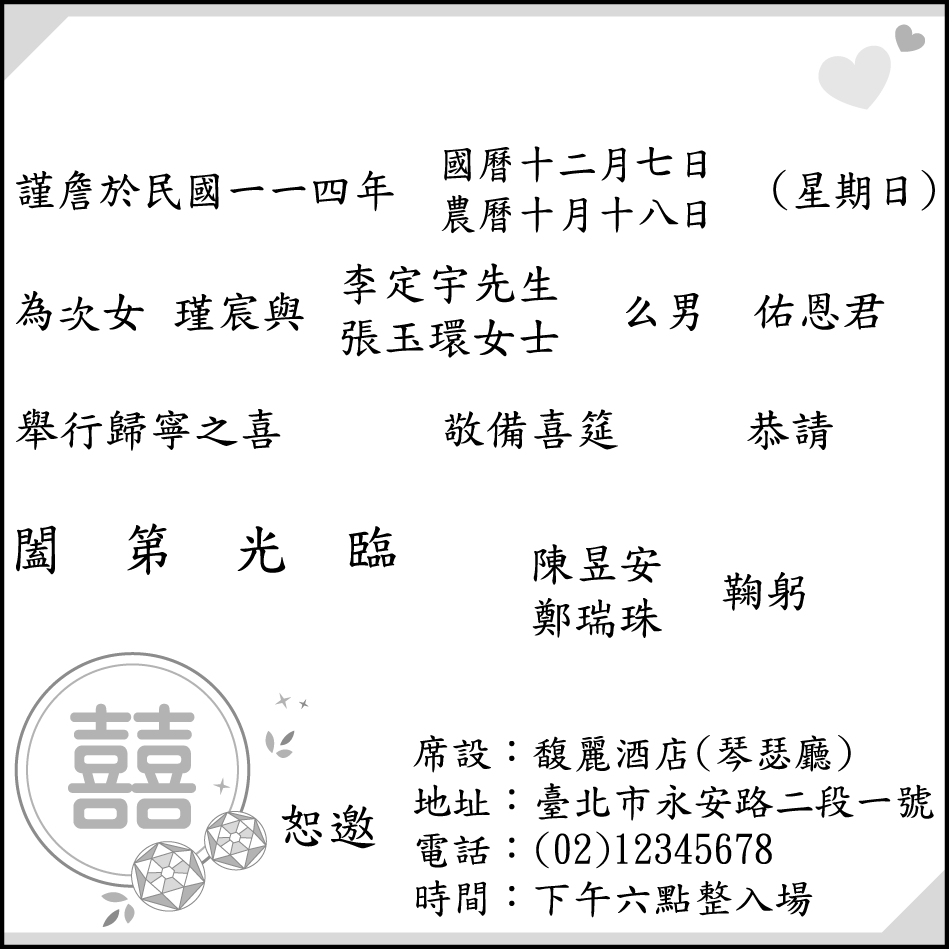 謹詹於民國一一四年 國曆十二月七日 農曆十月十八日 (星期日)
為次女 瑾宸與 李定宇先生 張玉環女士 么男 佑恩君
舉行歸寧之喜 敬備喜筵 恭請
闔第光臨
陳昱安 鄭瑞珠 鞠躬
囍
恕邀
席設：馥麗酒店(琴瑟廳)
地址：臺北市永安路二段一號
電話：(02)12345678
時間：下午六點整入場